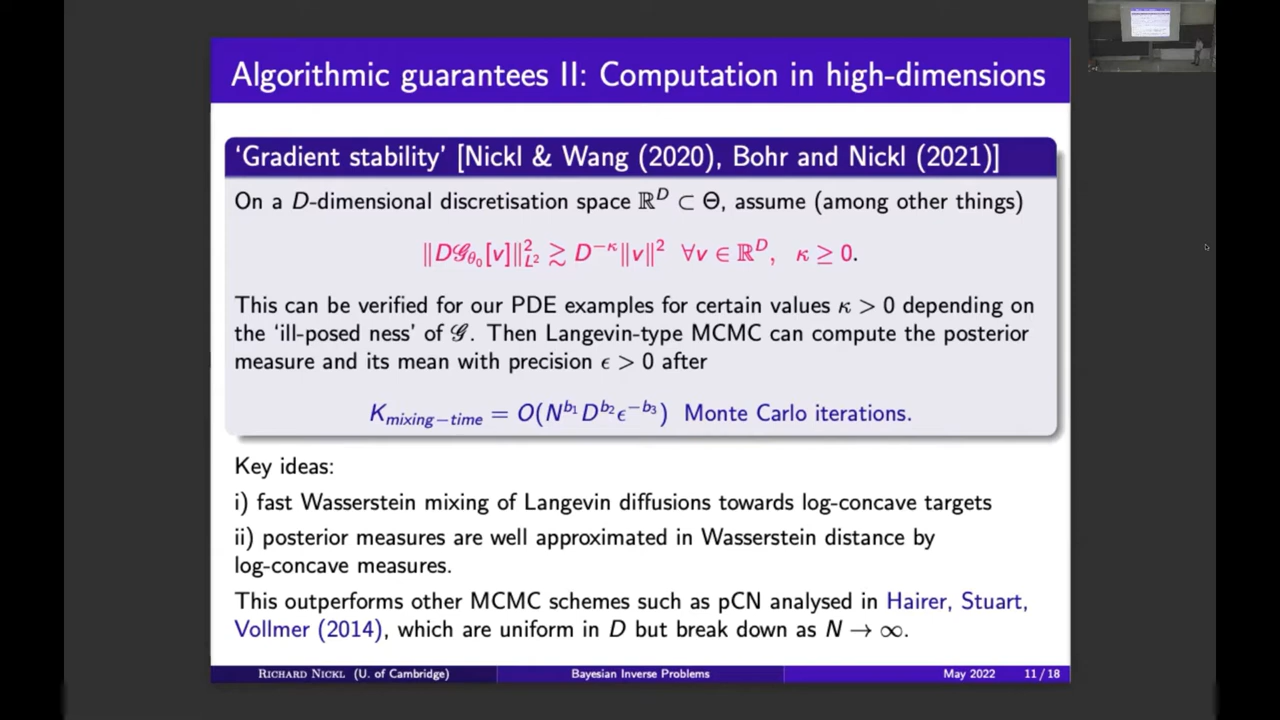 Algorithmic guarantees II: Computation in high-dimensions
‘Gradient stability’ [Nickl & Wang (2020), Bohr and Nickl (2021)]
On a D-dimensional discretisation space ℝ^D ⊂ Θ, assume (among other things)
‖D𝒢_{θ₀}[v]‖²_{L²} ≳ D^{−κ}‖v‖² ∀v ∈ ℝ^D, κ ≥ 0.
This can be verified for our PDE examples for certain values κ > 0 depending on
the ‘ill-posed ness’ of 𝒢. Then Langevin-type MCMC can compute the posterior
measure and its mean with precision ϵ > 0 after
K_{mixing−time} = O(N^{b₁}D^{b₂}ϵ^{−b₃}) Monte Carlo iterations.
Key ideas:
i) fast Wasserstein mixing of Langevin diffusions towards log-concave targets
ii) posterior measures are well approximated in Wasserstein distance by
log-concave measures.
This outperforms other MCMC schemes such as pCN analysed in Hairer, Stuart,
Vollmer (2014), which are uniform in D but break down as N → ∞.
RICHARD NICKL (U. of Cambridge) Bayesian Inverse Problems May 2022 11 / 18